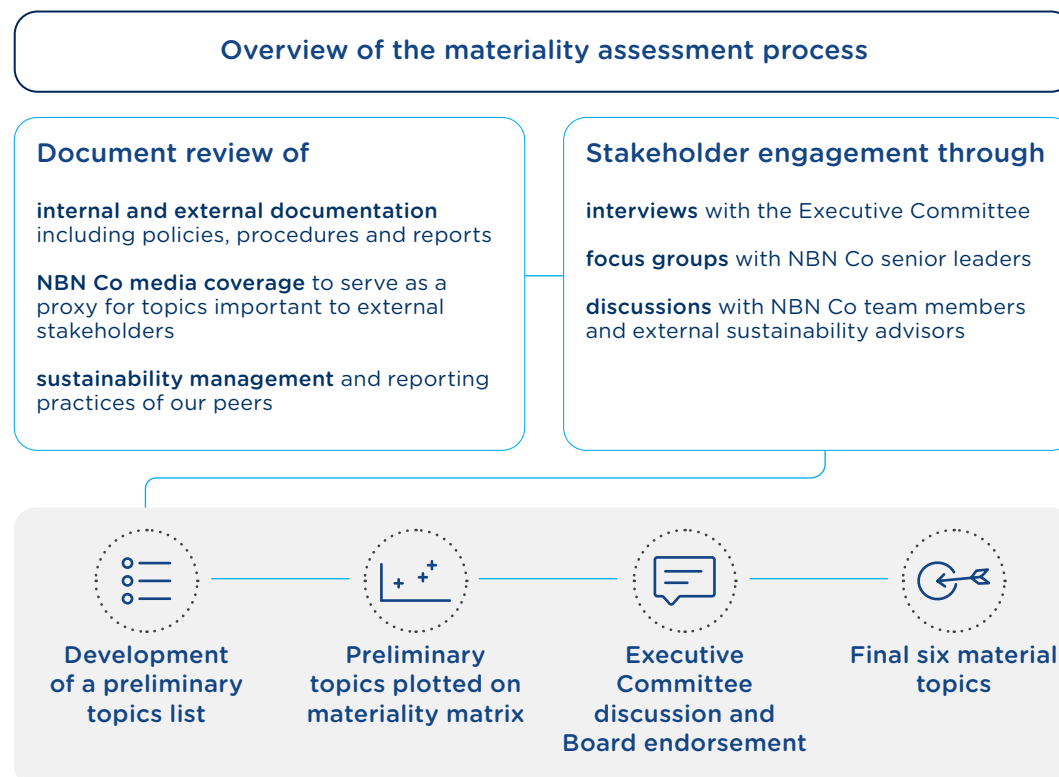 Overview of the materiality assessment process
Document review of
internal and external documentation
including policies, procedures and reports
NBN Co media coverage to serve as a
proxy for topics important to external
stakeholders
sustainability management and reporting
practices of our peers
Stakeholder engagement through
interviews with the Executive Committee
focus groups with NBN Co senior leaders
discussions with NBN Co team members
and external sustainability advisors
Development
of a preliminary
topics list
Preliminary
topics plotted on
materiality matrix
Executive
Committee
discussion and
Board endorsement
Final six material
topics